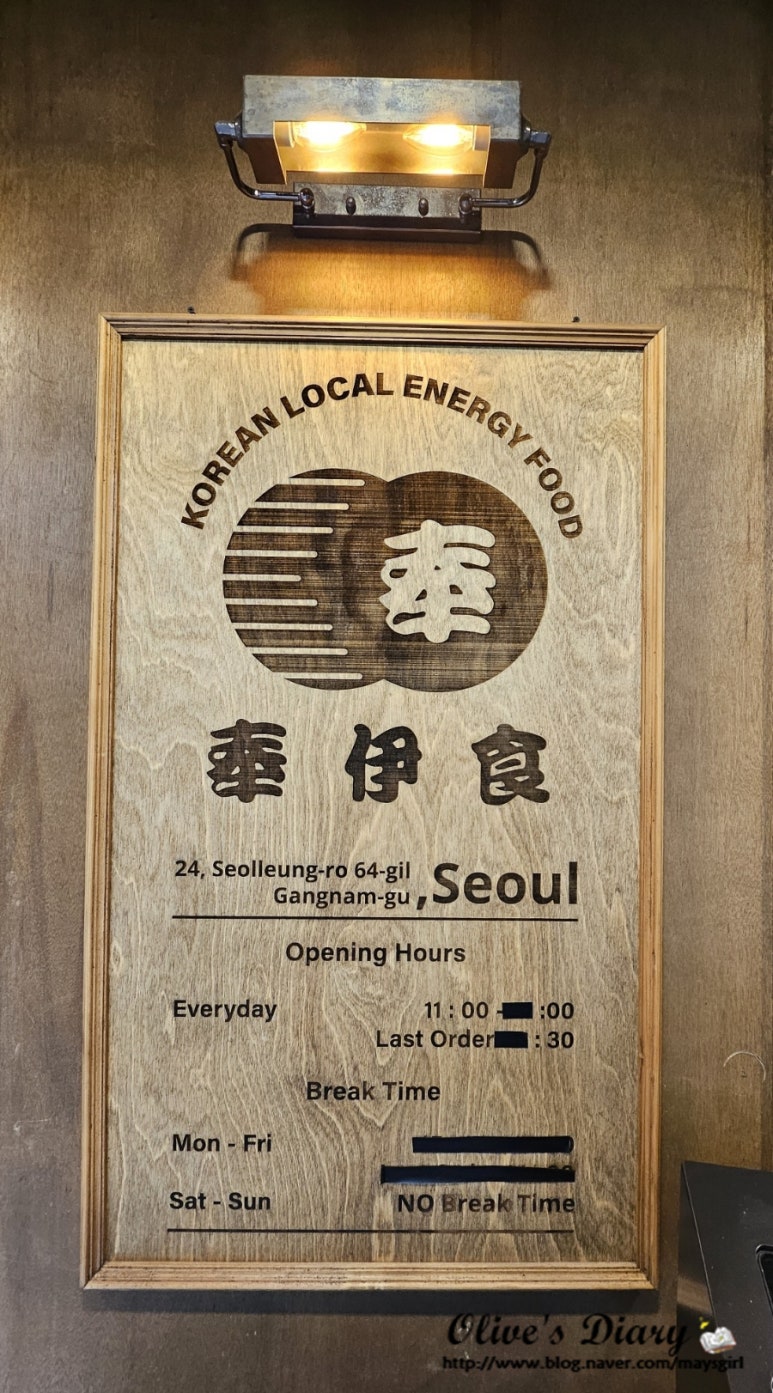 KOREAN LOCAL ENERGY FOOD
奉
奉伊食
24, Seolleung-ro 64-gil
Gangnam-gu ,Seoul
Opening Hours
Everyday 11 : 00 - :00
Last Order : 30
Break Time
Mon - Fri
Sat - Sun NO Break Time
Olive's Diary
http://www.blog.naver.com/maysgirl